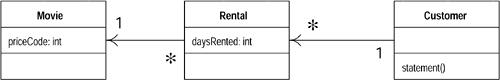 Movie
priceCode: int
1
*
Rental
daysRented: int
*
1
Customer
statement()